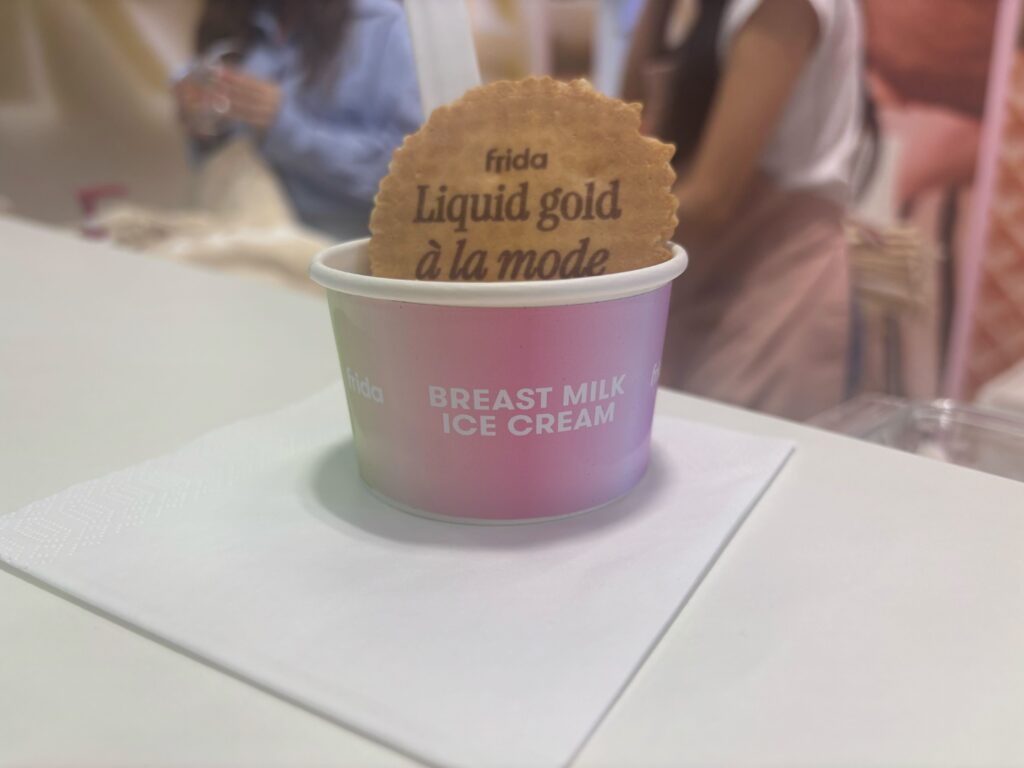 frida
Liquid gold
à la mode
frida
BREAST MILK
ICE CREAM